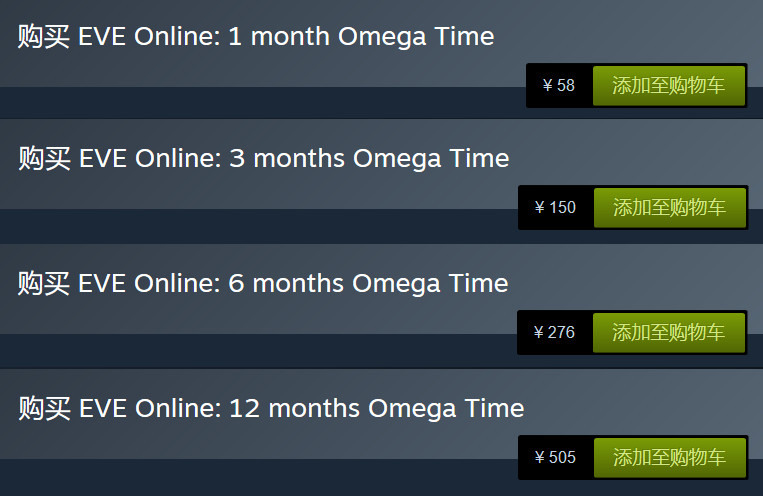 购买 EVE Online: 1 month Omega Time
¥ 58 添加至购物车
购买 EVE Online: 3 months Omega Time
¥ 150 添加至购物车
购买 EVE Online: 6 months Omega Time
¥ 276 添加至购物车
购买 EVE Online: 12 months Omega Time
¥ 505 添加至购物车